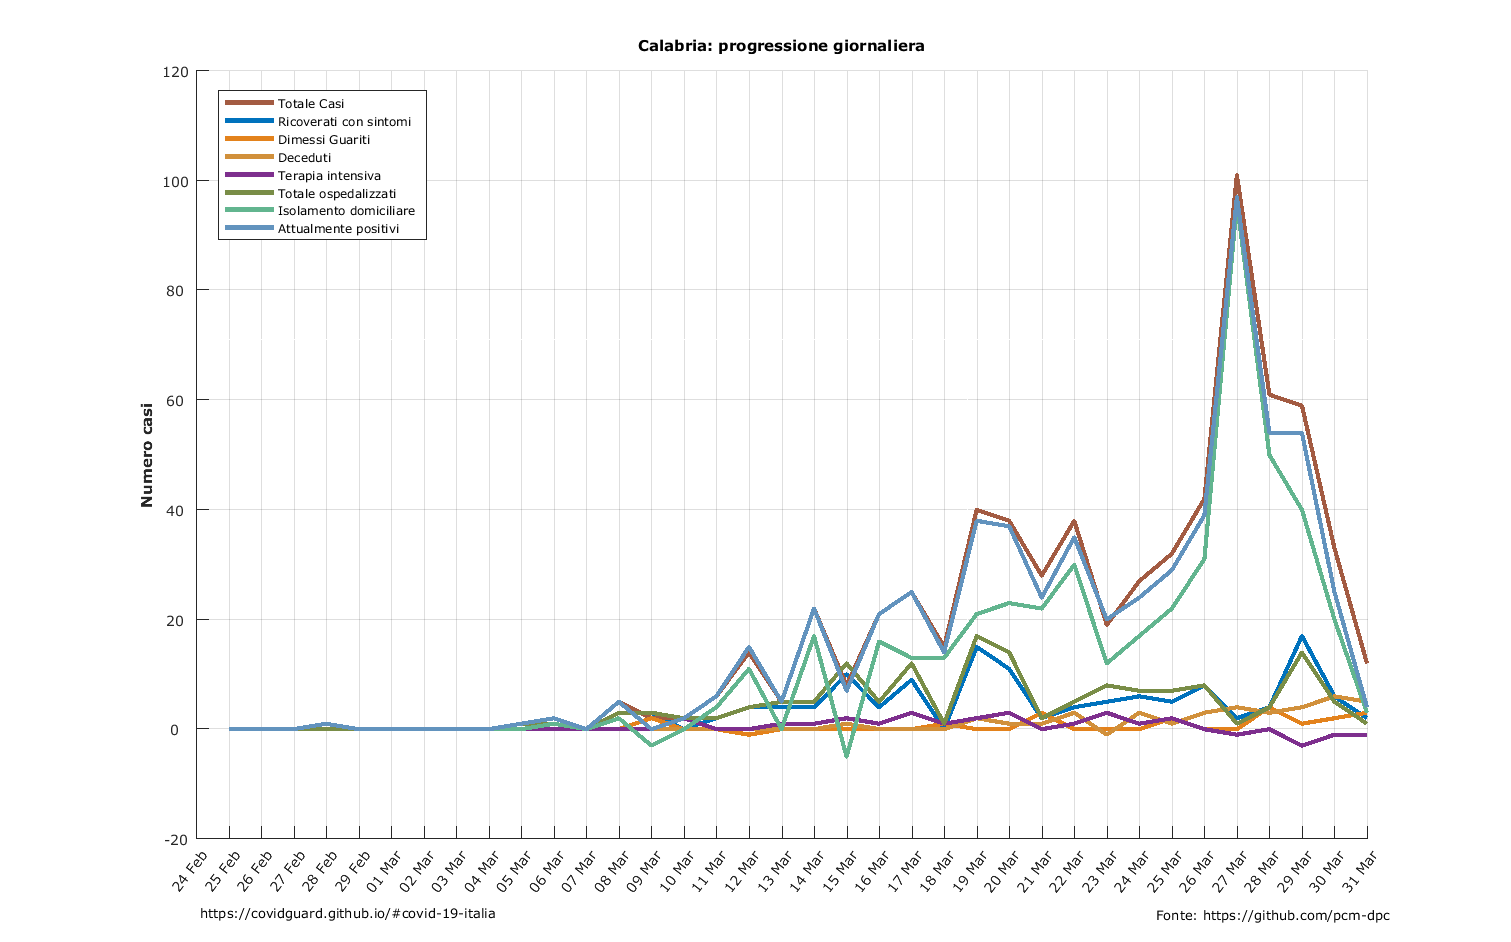 Calabria: progressione giornaliera
120
100
80
60
40
20
0
-20
Numero casi
Totale Casi
Ricoverati con sintomi
Dimessi Guariti
Deceduti
Terapia intensiva
Totale ospedalizzati
Isolamento domiciliare
Attualmente positivi
24 Feb
25 Feb
26 Feb
27 Feb
28 Feb
29 Feb
01 Mar
02 Mar
03 Mar
04 Mar
05 Mar
06 Mar
07 Mar
08 Mar
09 Mar
10 Mar
11 Mar
12 Mar
13 Mar
14 Mar
15 Mar
16 Mar
17 Mar
18 Mar
19 Mar
20 Mar
21 Mar
22 Mar
23 Mar
24 Mar
25 Mar
26 Mar
27 Mar
28 Mar
29 Mar
30 Mar
31 Mar
https://covidguard.github.io/#covid-19-italia
Fonte: https://github.com/pcm-dpc